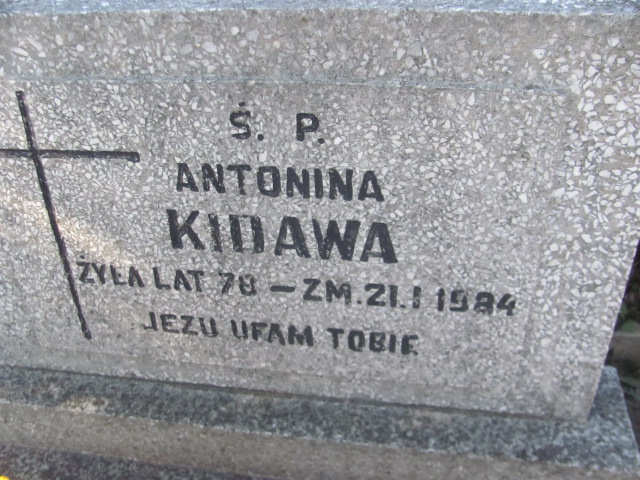 Ś. P.
ANTONINA
KIDAWA
ŻYŁA LAT 78 – ZM. 21.I 1984
JEZU UFAM TOBIE